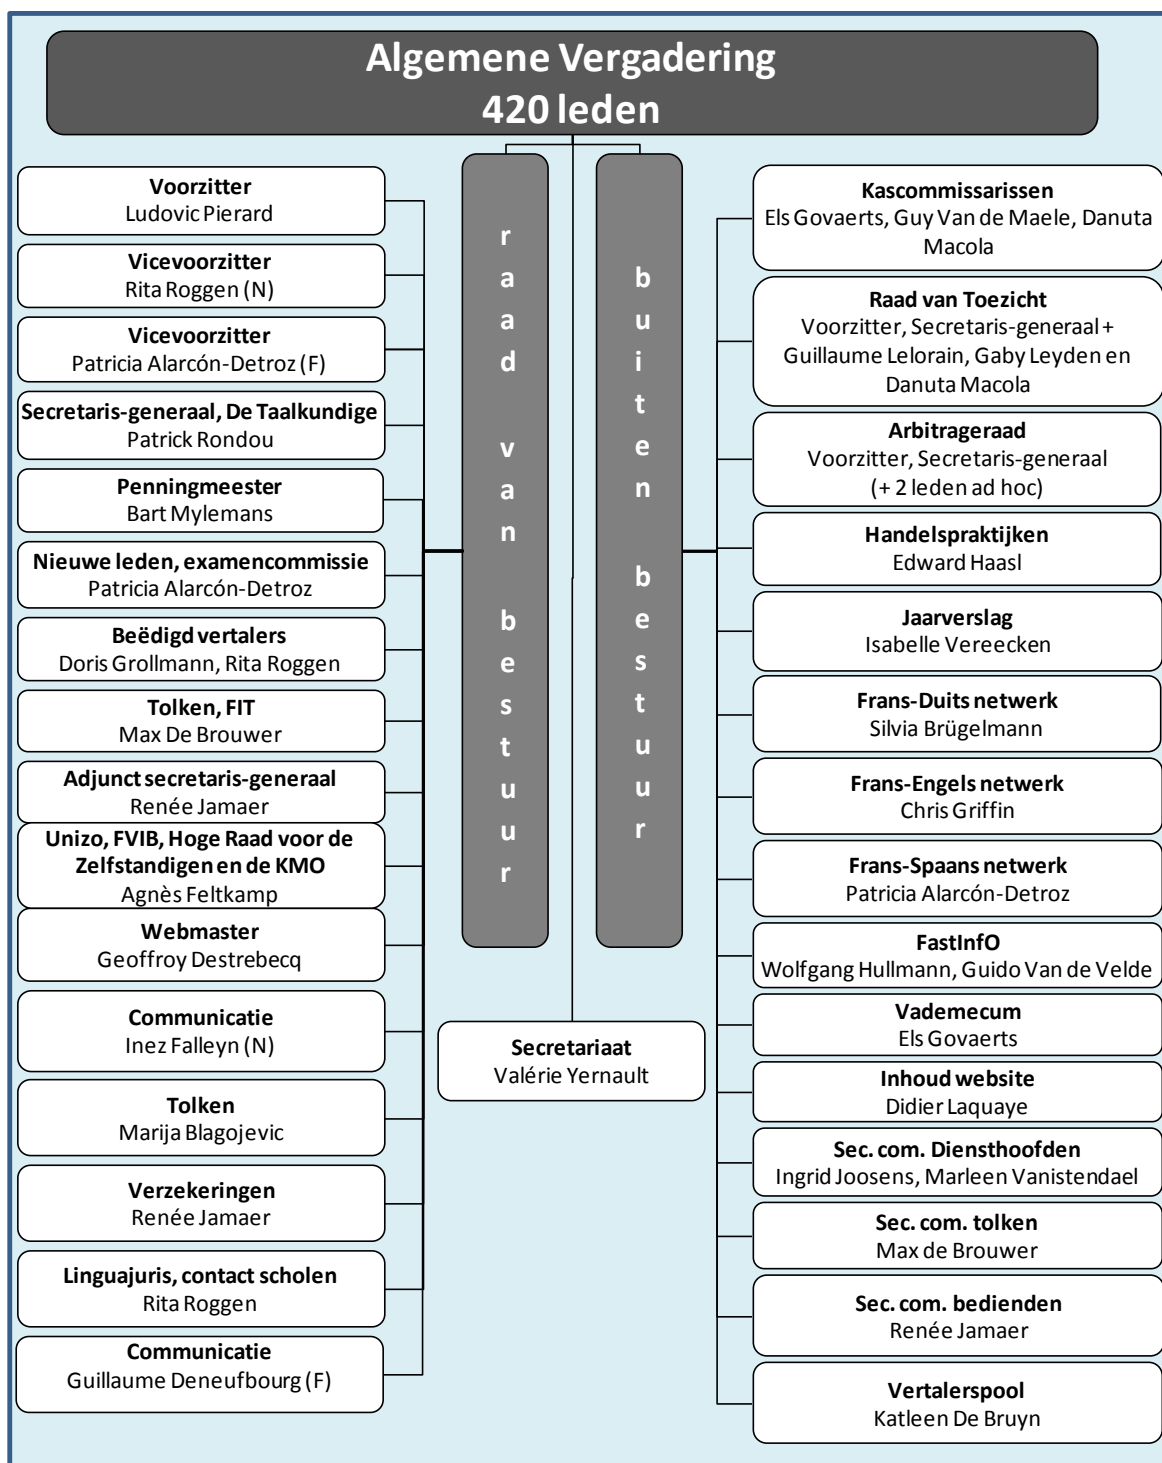 Algemene Vergadering
420 leden
Voorzitter
Ludovic Pierard
Vicevoorzitter
Rita Roggen (N)
Vicevoorzitter
Patricia Alarcón-Detroz (F)
Secretaris-generaal, De Taalkundige
Patrick Rondou
Penningmeester
Bart Mylemans
Nieuwe leden, examencommissie
Patricia Alarcón-Detroz
Beëdigd vertalers
Doris Grollmann, Rita Roggen
Tolken, FIT
Max De Brouwer
Adjunct secretaris-generaal
Renée Jamaer
Unizo, FVIB, Hoge Raad voor de
Zelfstandigen en de KMO
Agnès Feltkamp
Webmaster
Geoffroy Destrebecq
Communicatie
Inez Falleyn (N)
Tolken
Marija Blagojevic
Verzekeringen
Renée Jamaer
Linguajuris, contact scholen
Rita Roggen
Communicatie
Guillaume Deneufbourg (F)
raad van bestuur
buiten bestuur
Secretariaat
Valérie Yernault
Kascommissarissen
Els Govaerts, Guy Van de Maele, Danuta
Macola
Raad van Toezicht
Voorzitter, Secretaris-generaal +
Guillaume Lelorain, Gaby Leyden en
Danuta Macola
Arbitrageraad
Voorzitter, Secretaris-generaal
(+ 2 leden ad hoc)
Handelspraktijken
Edward Haasl
Jaarverslag
Isabelle Vereecken
Frans-Duits netwerk
Silvia Brügelmann
Frans-Engels netwerk
Chris Griffin
Frans-Spaans netwerk
Patricia Alarcón-Detroz
FastInfO
Wolfgang Hullmann, Guido Van de Velde
Vademecum
Els Govaerts
Inhoud website
Didier Laquaye
Sec. com. Diensthoofden
Ingrid Joosens, Marleen Vanistendael
Sec. com. tolken
Max de Brouwer
Sec. com. bedienden
Renée Jamaer
Vertalerspool
Katleen De Bruyn